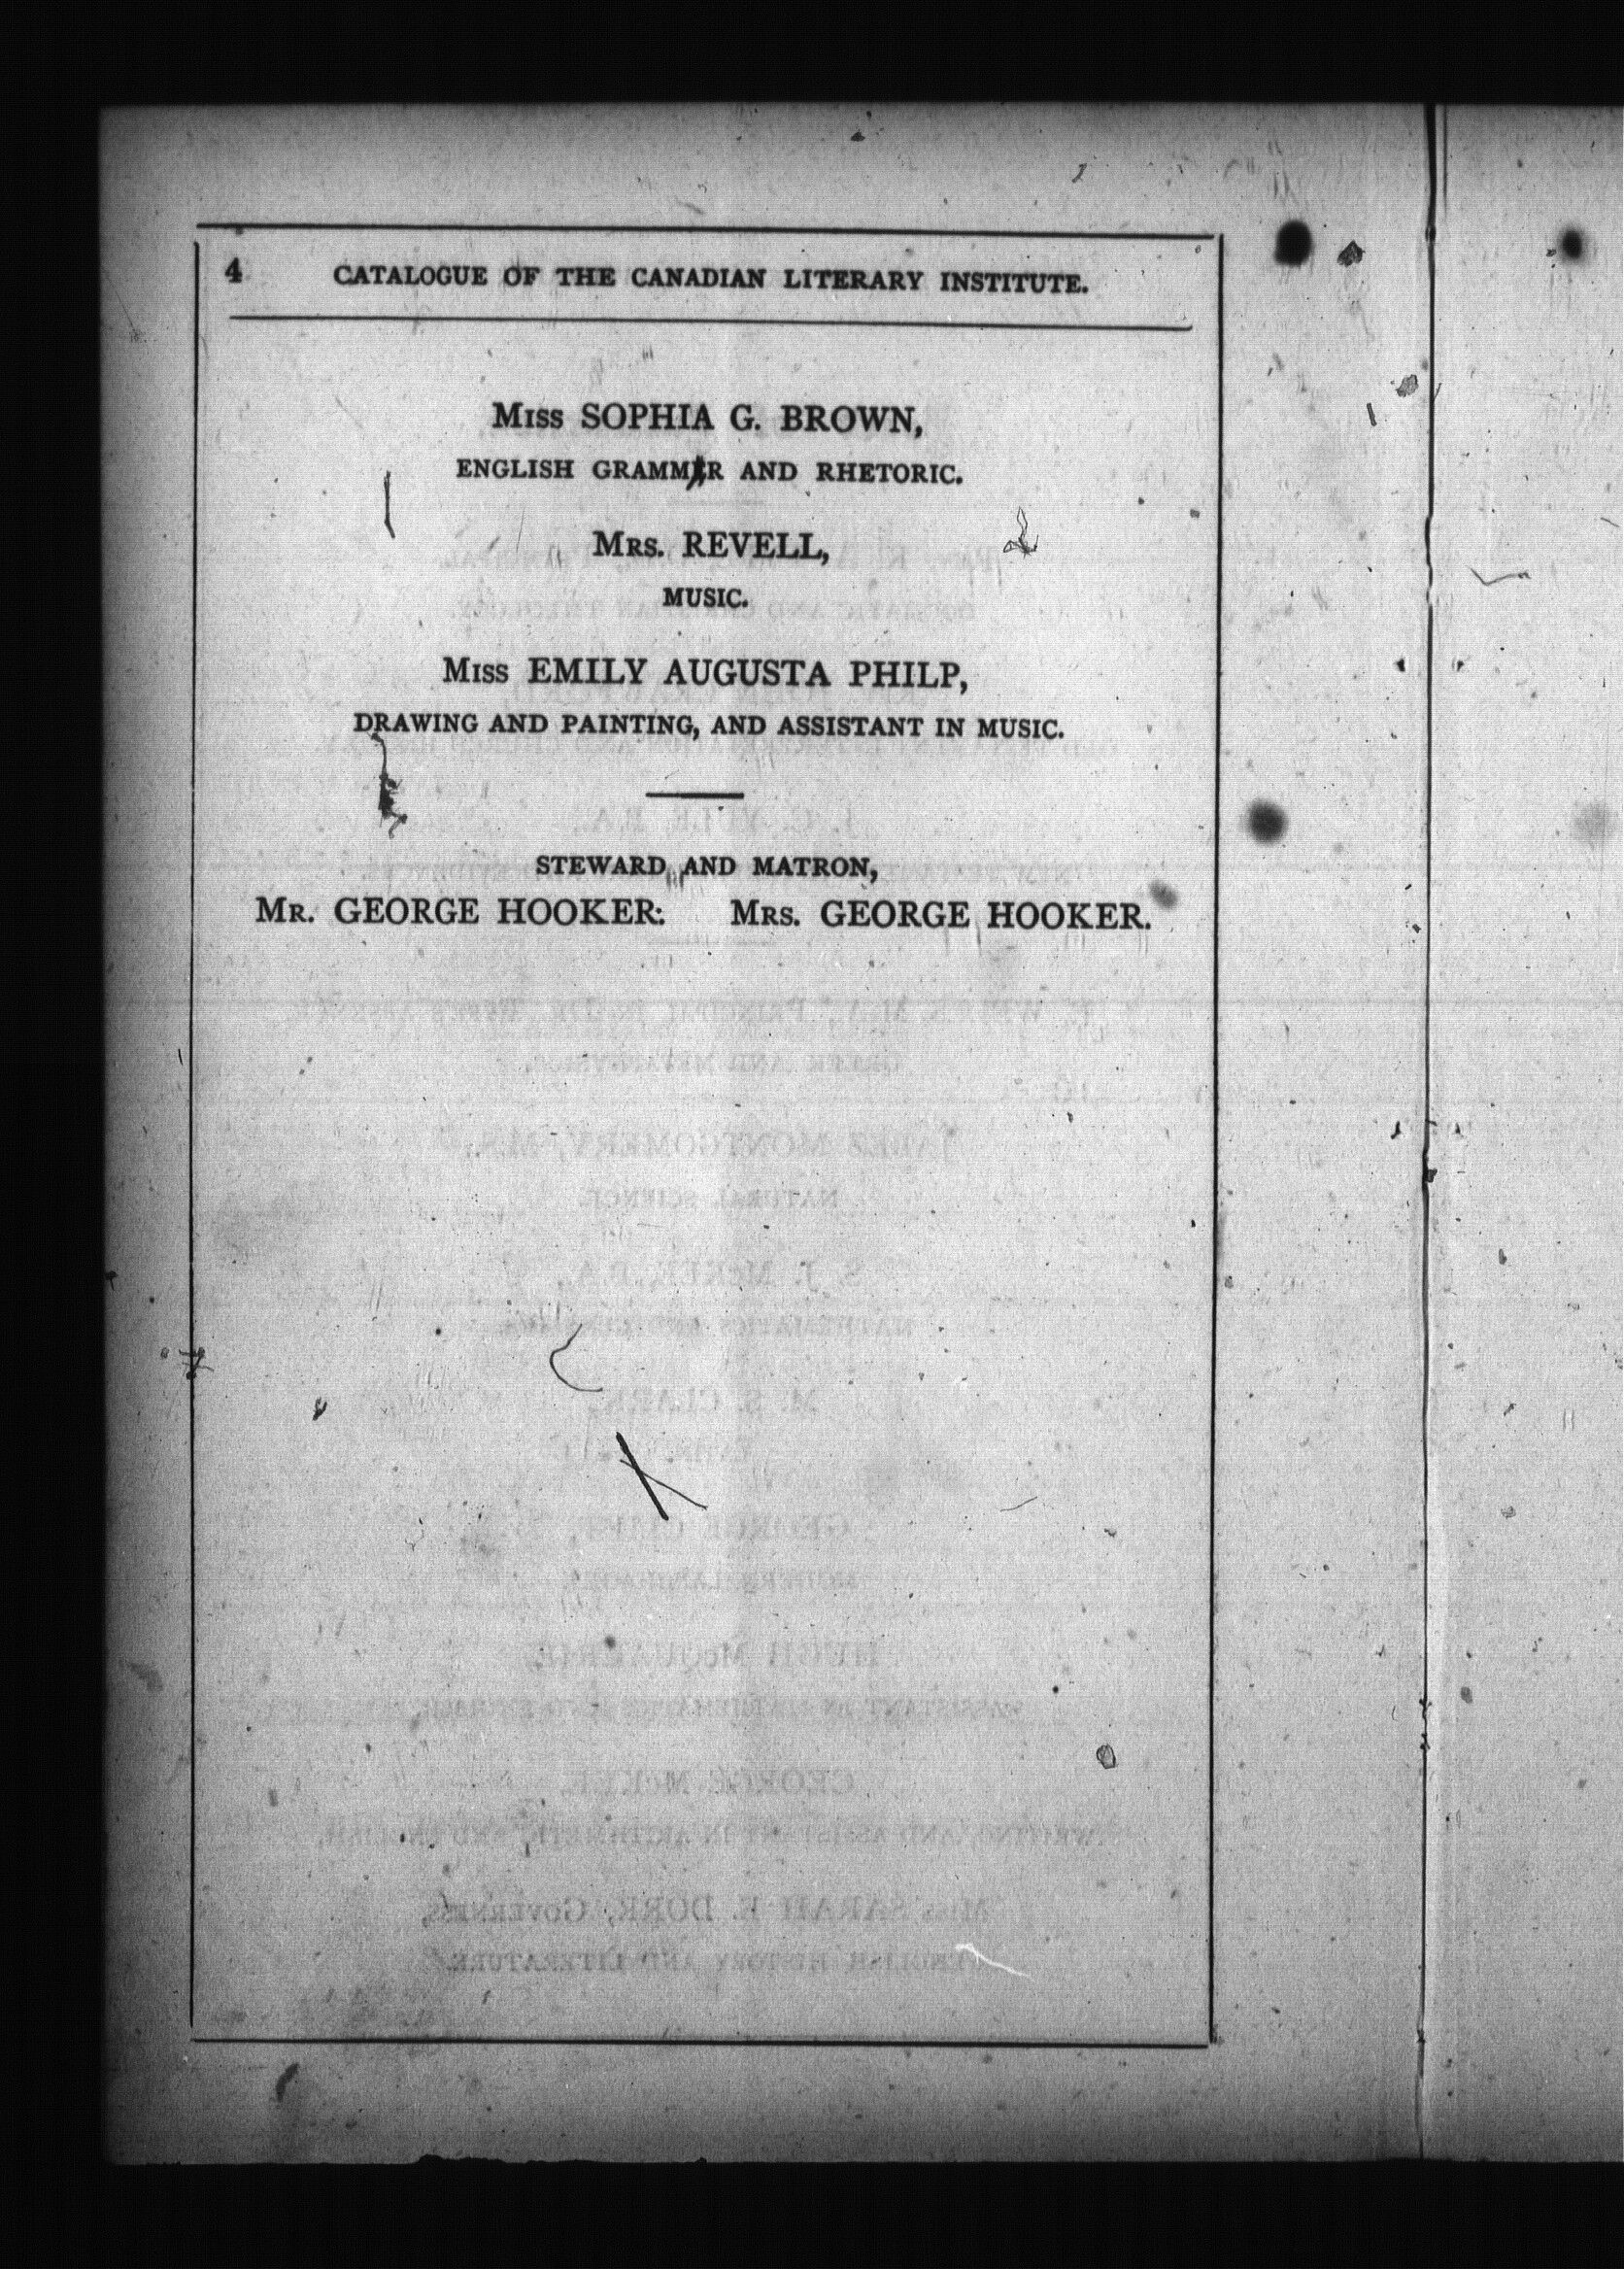 4 CATALOGUE OF THE CANADIAN LITERARY INSTITUTE.
Miss SOPHIA G. BROWN,
ENGLISH GRAMMER AND RHETORIC.
Mrs. REVELL,
MUSIC.
Miss EMILY AUGUSTA PHILP,
DRAWING AND PAINTING, AND ASSISTANT IN MUSIC.
STEWARD AND MATRON,
Mr. GEORGE HOOKER: Mrs. GEORGE HOOKER.